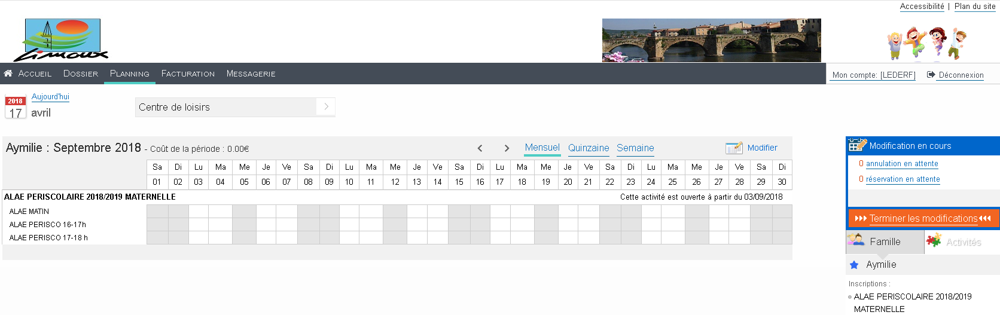 Accessibilité | Plan du site
Limoux
Accueil Dossier Planning Facturation Messagerie
Mon compte: [LEDERF] Déconnexion
2018
17 avril
Aujourd'hui
Centre de loisirs
Aymilie : Septembre 2018 - Coût de la période : 0.00€
Mensuel Quinzaine Semaine
Modifier
Sa Di Lu Ma Me Je Ve Sa Di Lu Ma Me Je Ve Sa Di Lu Ma Me Je Ve Sa Di Lu Ma Me Je Ve Sa Di
01 02 03 04 05 06 07 08 09 10 11 12 13 14 15 16 17 18 19 20 21 22 23 24 25 26 27 28 29 30
ALAE PERISCOLAIRE 2018/2019 MATERNELLE Cette activité est ouverte à partir du 03/09/2018
ALAE MATIN
ALAE PERISCO 16-17h
ALAE PERISCO 17-18 h
Modification en cours
0 annulation en attente
0 réservation en attente
Terminer les modifications
Famille Activités
Aymilie
Inscriptions :
ALAE PERISCOLAIRE 2018/2019
MATERNELLE